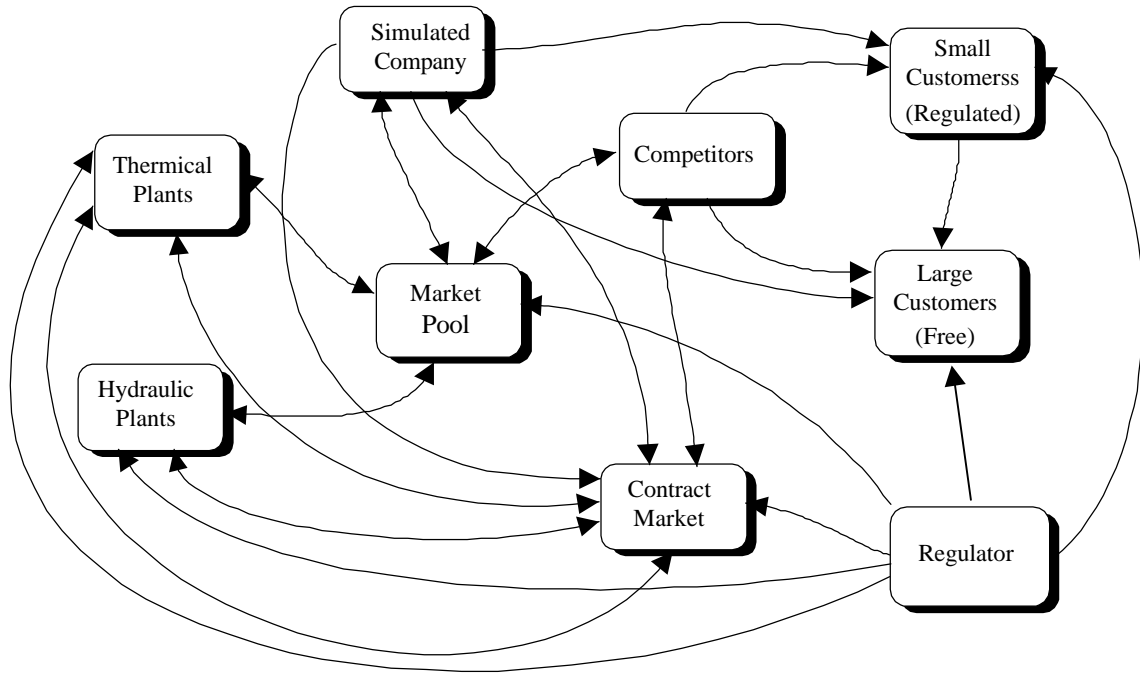 Simulated
Company
Small
Customerss
(Regulated)
Thermical
Plants
Competitors
Market
Pool
Large
Customers
(Free)
Hydraulic
Plants
Contract
Market
Regulator